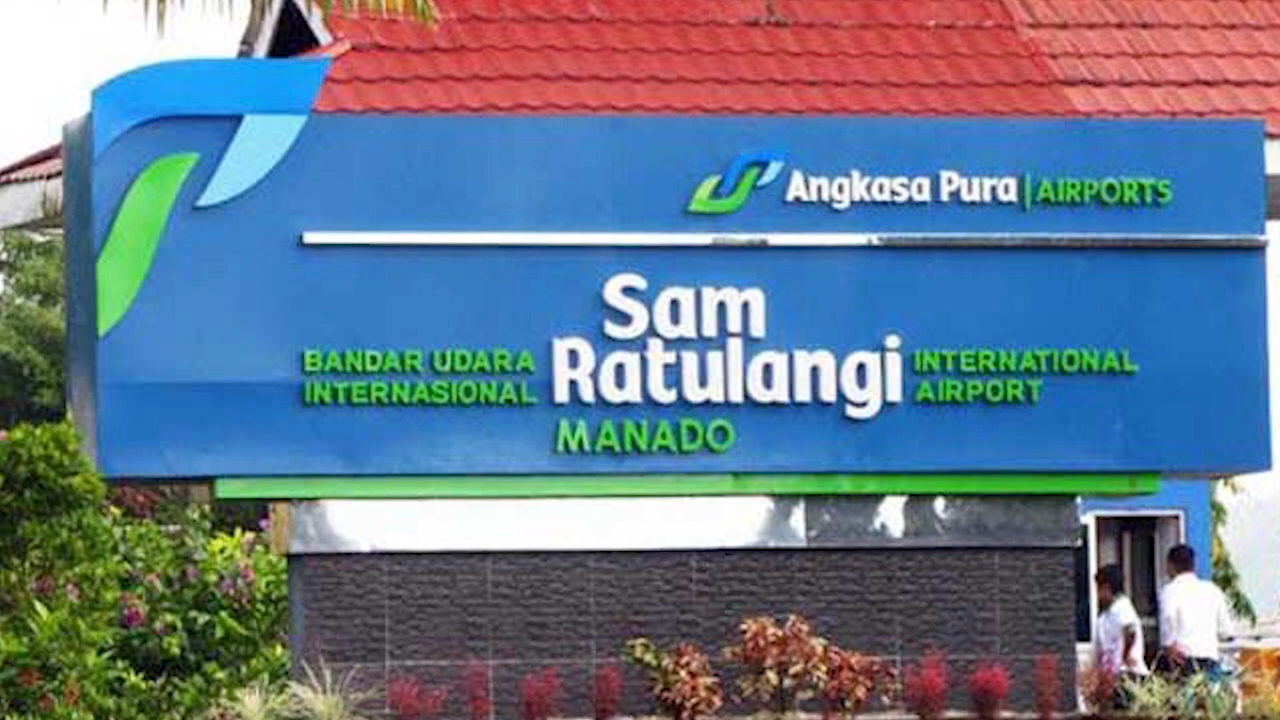 Angkasa Pura | AIRPORTS
Sam
BANDAR UDARA Ratulangi INTERNATIONAL
INTERNASIONAL AIRPORT
MANADO